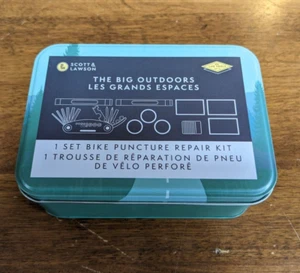 SCOTT &
LAWSON
THE BIG OUTDOORS
LES GRANDS ESPACES
1 SET BIKE PUNCTURE REPAIR KIT
1 TROUSSE DE RÉPARATION DE PNEU
DE VÉLO PERFORÉ